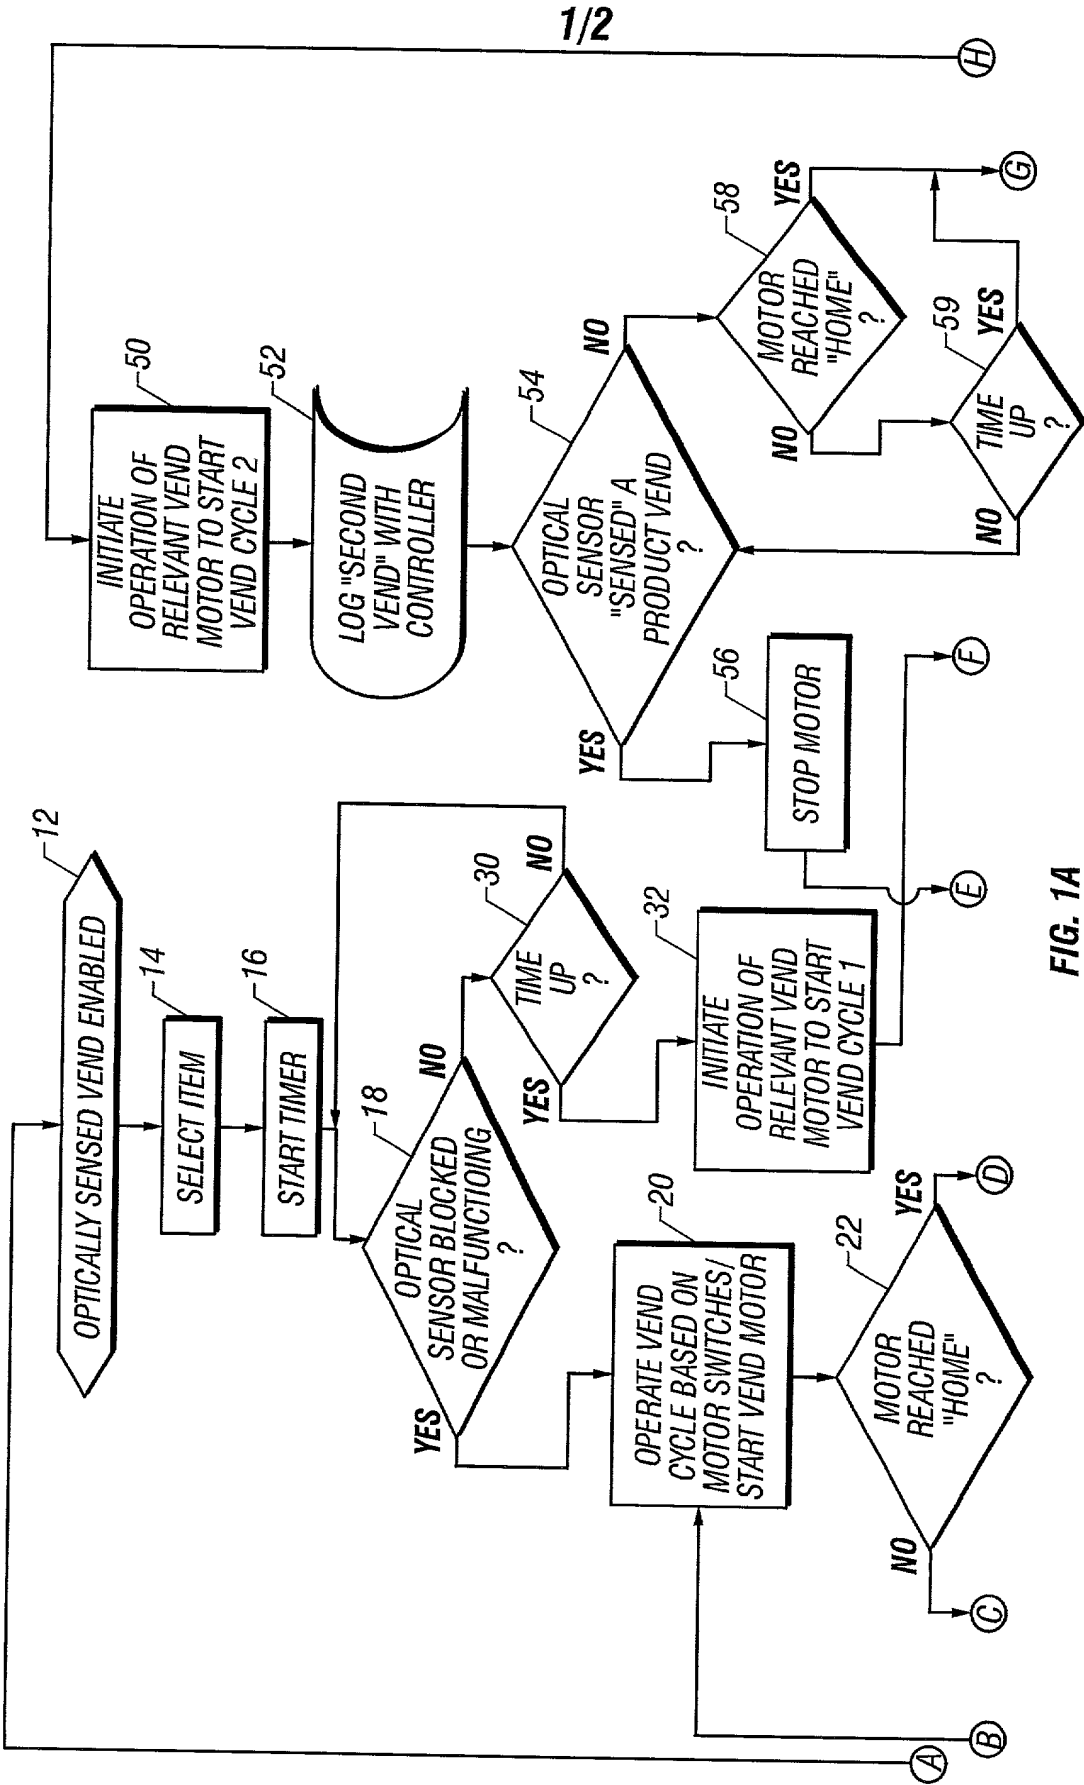 1/2
12
OPTICALLY SENSED VEND ENABLED
14
SELECT ITEM
16
START TIMER
18
OPTICAL
SENSOR BLOCKED
OR MALFUNCTIOING
?
YES
NO
30
TIME
UP
?
NO
YES
20
OPERATE VEND
CYCLE BASED ON
MOTOR SWITCHES/
START VEND MOTOR
22
MOTOR
REACHED
"HOME"
?
NO
YES
32
INITIATE
OPERATION OF
RELEVANT VEND
MOTOR TO START
VEND CYCLE 1
50
INITIATE
OPERATION OF
RELEVANT VEND
MOTOR TO START
VEND CYCLE 2
52
LOG "SECOND
VEND" WITH
CONTROLLER
54
OPTICAL
SENSOR
"SENSED" A
PRODUCT VEND
?
YES
NO
56
STOP MOTOR
58
MOTOR
REACHED
"HOME"
?
NO
YES
59
TIME
UP
?
NO
YES
A
B
C
D
E
F
G
H
FIG. 1A